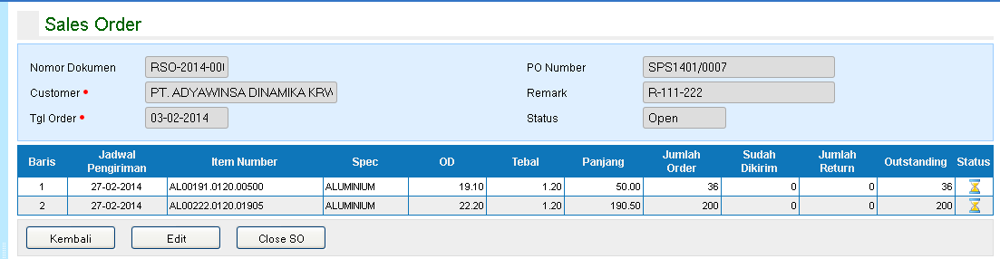 Sales Order
Nomor Dokumen RSO-2014-00 PO Number SPS1401/0007
Customer • PT. ADYAWINSA DINAMIKA KRW Remark R-111-222
Tgl Order • 03-02-2014 Status Open
Baris Jadwal Pengiriman Item Number Spec OD Tebal Panjang Jumlah Order Sudah Dikirim Jumlah Return Outstanding Status
1 27-02-2014 AL00191.0120.00500 ALUMINIUM 19.10 1.20 50.00 36 0 0 36
2 27-02-2014 AL00222.0120.01905 ALUMINIUM 22.20 1.20 190.50 200 0 0 200
Kembali Edit Close SO